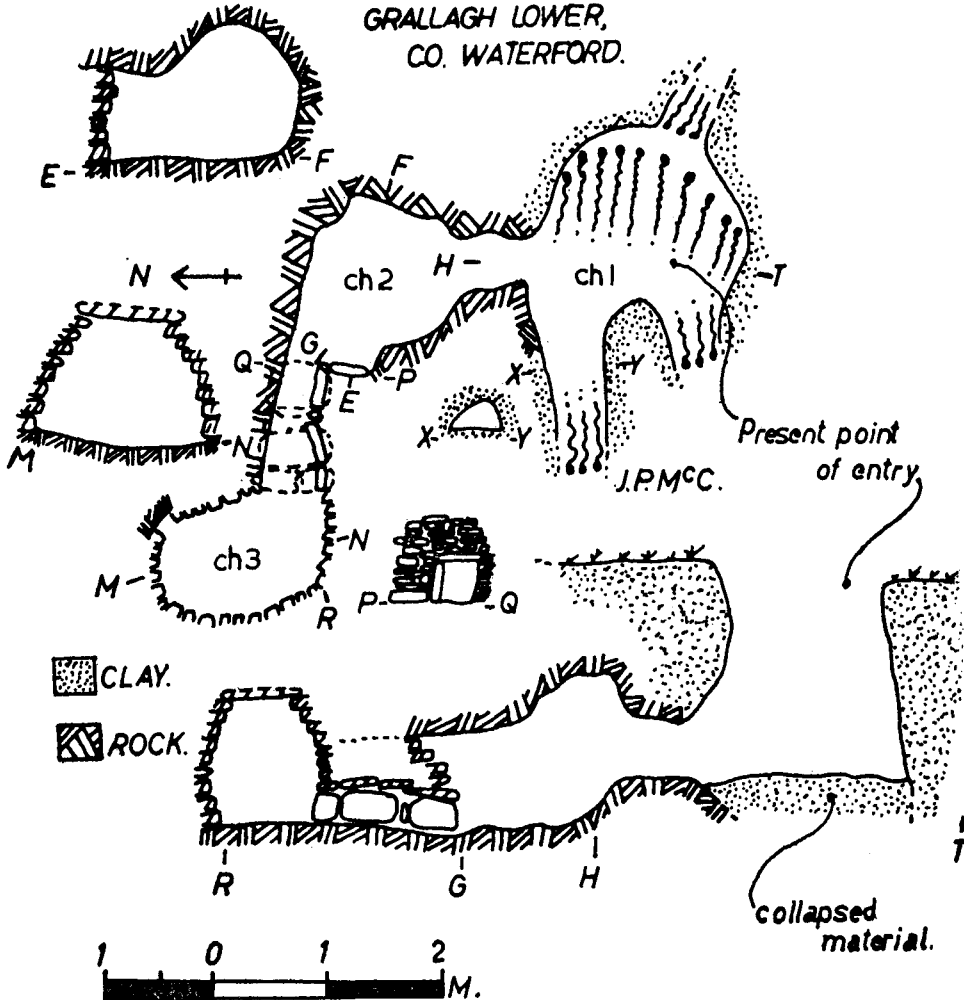 GRALLAGH LOWER,
CO. WATERFORD.
E
F
F
N
ch2
H
ch1
T
Q
G
P
E
X
Y
M
N
X
Y
Present point
of entry
J.P.McC.
ch3
N
M
R
P
Q
CLAY.
ROCK.
R
G
H
T
collapsed
material.
1 0 1 2
M.